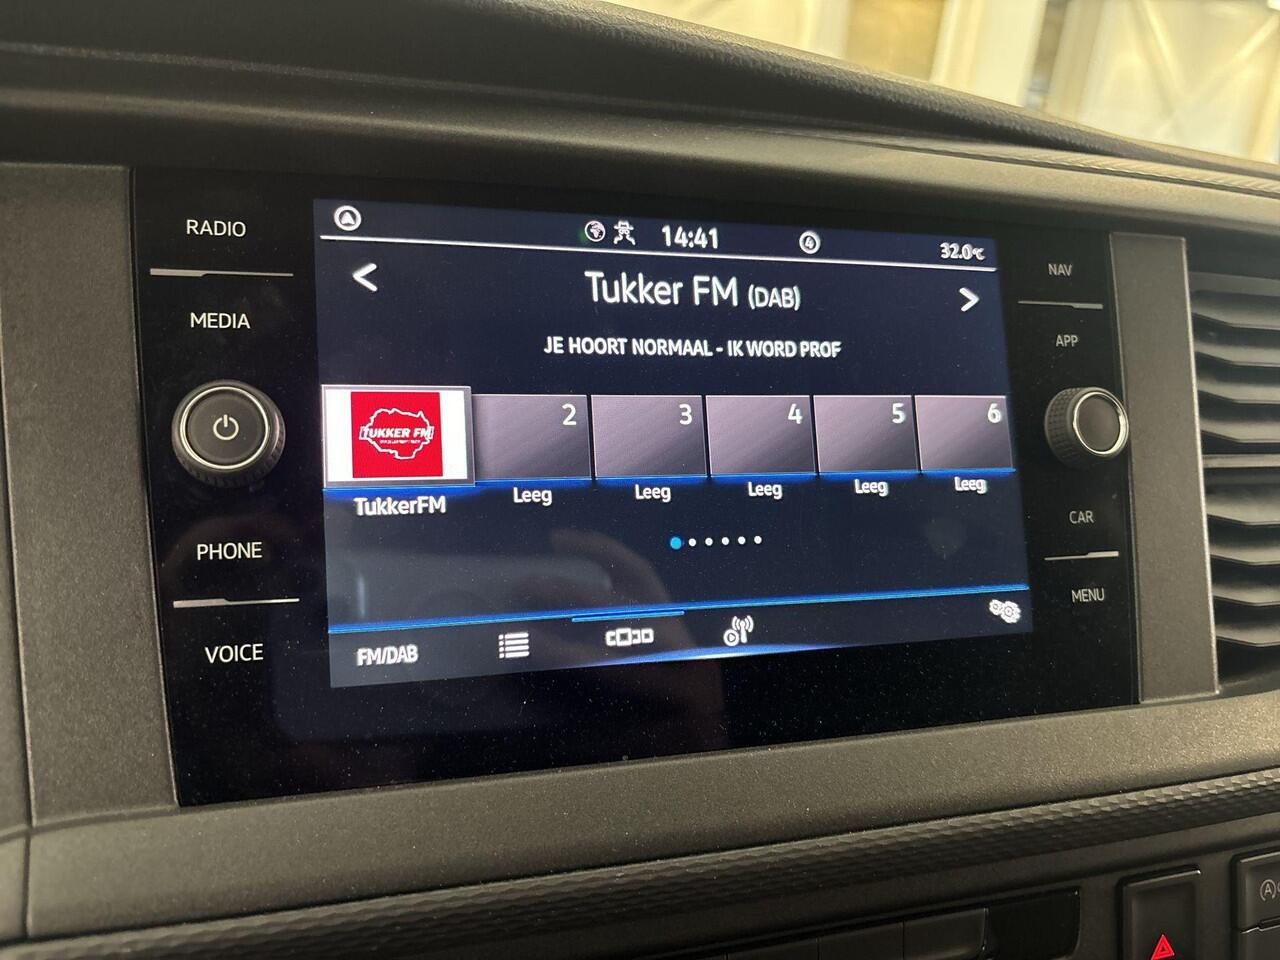 RADIO
MEDIA
PHONE
VOICE
14:41
4
32.0°C
Tukker FM (DAB)
JE HOORT NORMAAL - IK WORD PROF
TUKKER FM
2
3
4
5
6
TukkerFM
Leeg
Leeg
Leeg
Leeg
Leeg
FM/DAB
NAV
APP
CAR
MENU
A